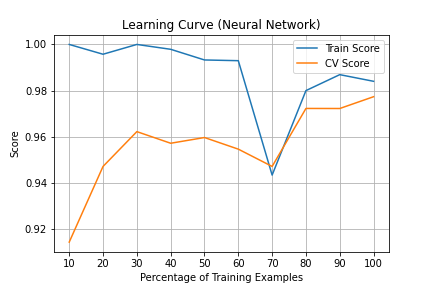 Learning Curve (Neural Network)
Train Score
CV Score
1.00
0.98
0.96
0.94
0.92
Score
10 20 30 40 50 60 70 80 90 100
Percentage of Training Examples